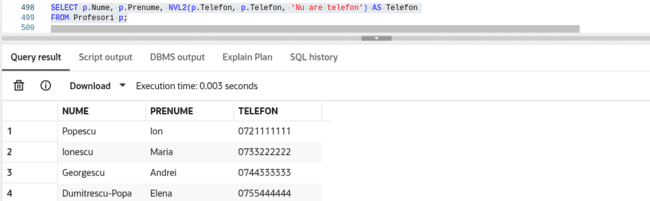 498 SELECT p.Nume, p.Prenume, NVL2(p.Telefon, p.Telefon, 'Nu are telefon') AS Telefon
499 FROM Profesori p;
500
Query result Script output DBMS output Explain Plan SQL history
Download Execution time: 0.003 seconds
NUME PRENUME TELEFON
1 Popescu Ion 0721111111
2 Ionescu Maria 0733222222
3 Georgescu Andrei 0744333333
4 Dumitrescu-Popa Elena 0755444444